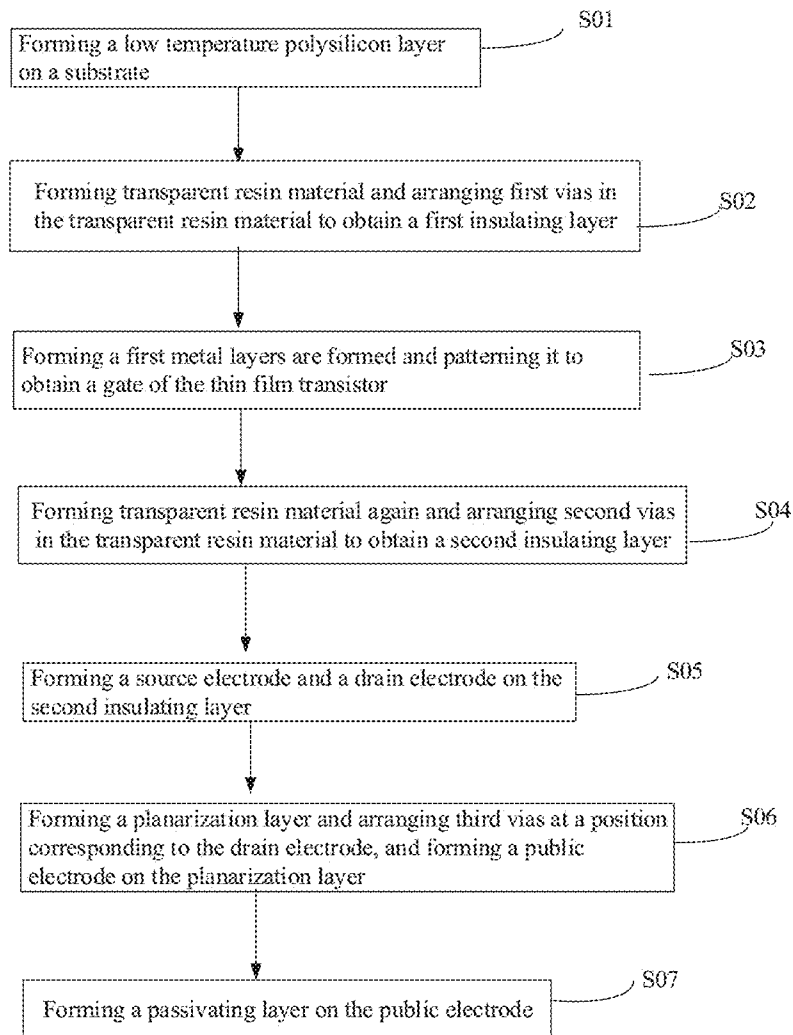 S01
Forming a low temperature polysilicon layer
on a substrate
Forming transparent resin material and arranging first vias in
the transparent resin material to obtain a first insulating layer
S02
Forming a first metal layers are formed and patterning it to
obtain a gate of the thin film transistor
S03
Forming transparent resin material again and arranging second vias
in the transparent resin material to obtain a second insulating layer
S04
Forming a source electrode and a drain electrode on the
second insulating layer
S05
Forming a planarization layer and arranging third vias at a position
corresponding to the drain electrode, and forming a public
electrode on the planarization layer
S06
Forming a passivating layer on the public electrode
S07